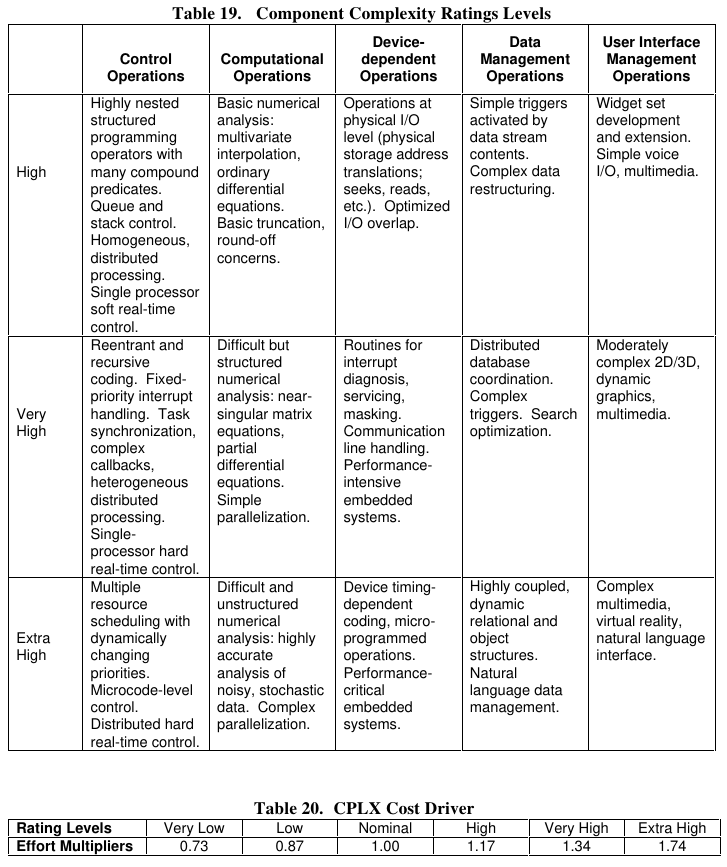 Table 19. Component Complexity Ratings Levels
Control
Operations
Computational
Operations
Device-
dependent
Operations
Data
Management
Operations
User Interface
Management
Operations
High
Highly nested
structured
programming
operators with
many compound
predicates.
Queue and
stack control.
Homogeneous,
distributed
processing.
Single processor
soft real-time
control.
Basic numerical
analysis:
multivariate
interpolation,
ordinary
differential
equations.
Basic truncation,
round-off
concerns.
Operations at
physical I/O
level (physical
storage address
translations;
seeks, reads,
etc.). Optimized
I/O overlap.
Simple triggers
activated by
data stream
contents.
Complex data
restructuring.
Widget set
development
and extension.
Simple voice
I/O, multimedia.
Very
High
Reentrant and
recursive
coding. Fixed-
priority interrupt
handling. Task
synchronization,
complex
callbacks,
heterogeneous
distributed
processing.
Single-
processor hard
real-time control.
Difficult but
structured
numerical
analysis: near-
singular matrix
equations,
partial
differential
equations.
Simple
parallelization.
Routines for
interrupt
diagnosis,
servicing,
masking.
Communication
line handling.
Performance-
intensive
embedded
systems.
Distributed
database
coordination.
Complex
triggers. Search
optimization.
Moderately
complex 2D/3D,
dynamic
graphics,
multimedia.
Extra
High
Multiple
resource
scheduling with
dynamically
changing
priorities.
Microcode-level
control.
Distributed hard
real-time control.
Difficult and
unstructured
numerical
analysis: highly
accurate
analysis of
noisy, stochastic
data. Complex
parallelization.
Device timing-
dependent
coding, micro-
programmed
operations.
Performance-
critical
embedded
systems.
Highly coupled,
dynamic
relational and
object
structures.
Natural
language data
management.
Complex
multimedia,
virtual reality,
natural language
interface.
Table 20. CPLX Cost Driver
Rating Levels Very Low Low Nominal High Very High Extra High
Effort Multipliers 0.73 0.87 1.00 1.17 1.34 1.74